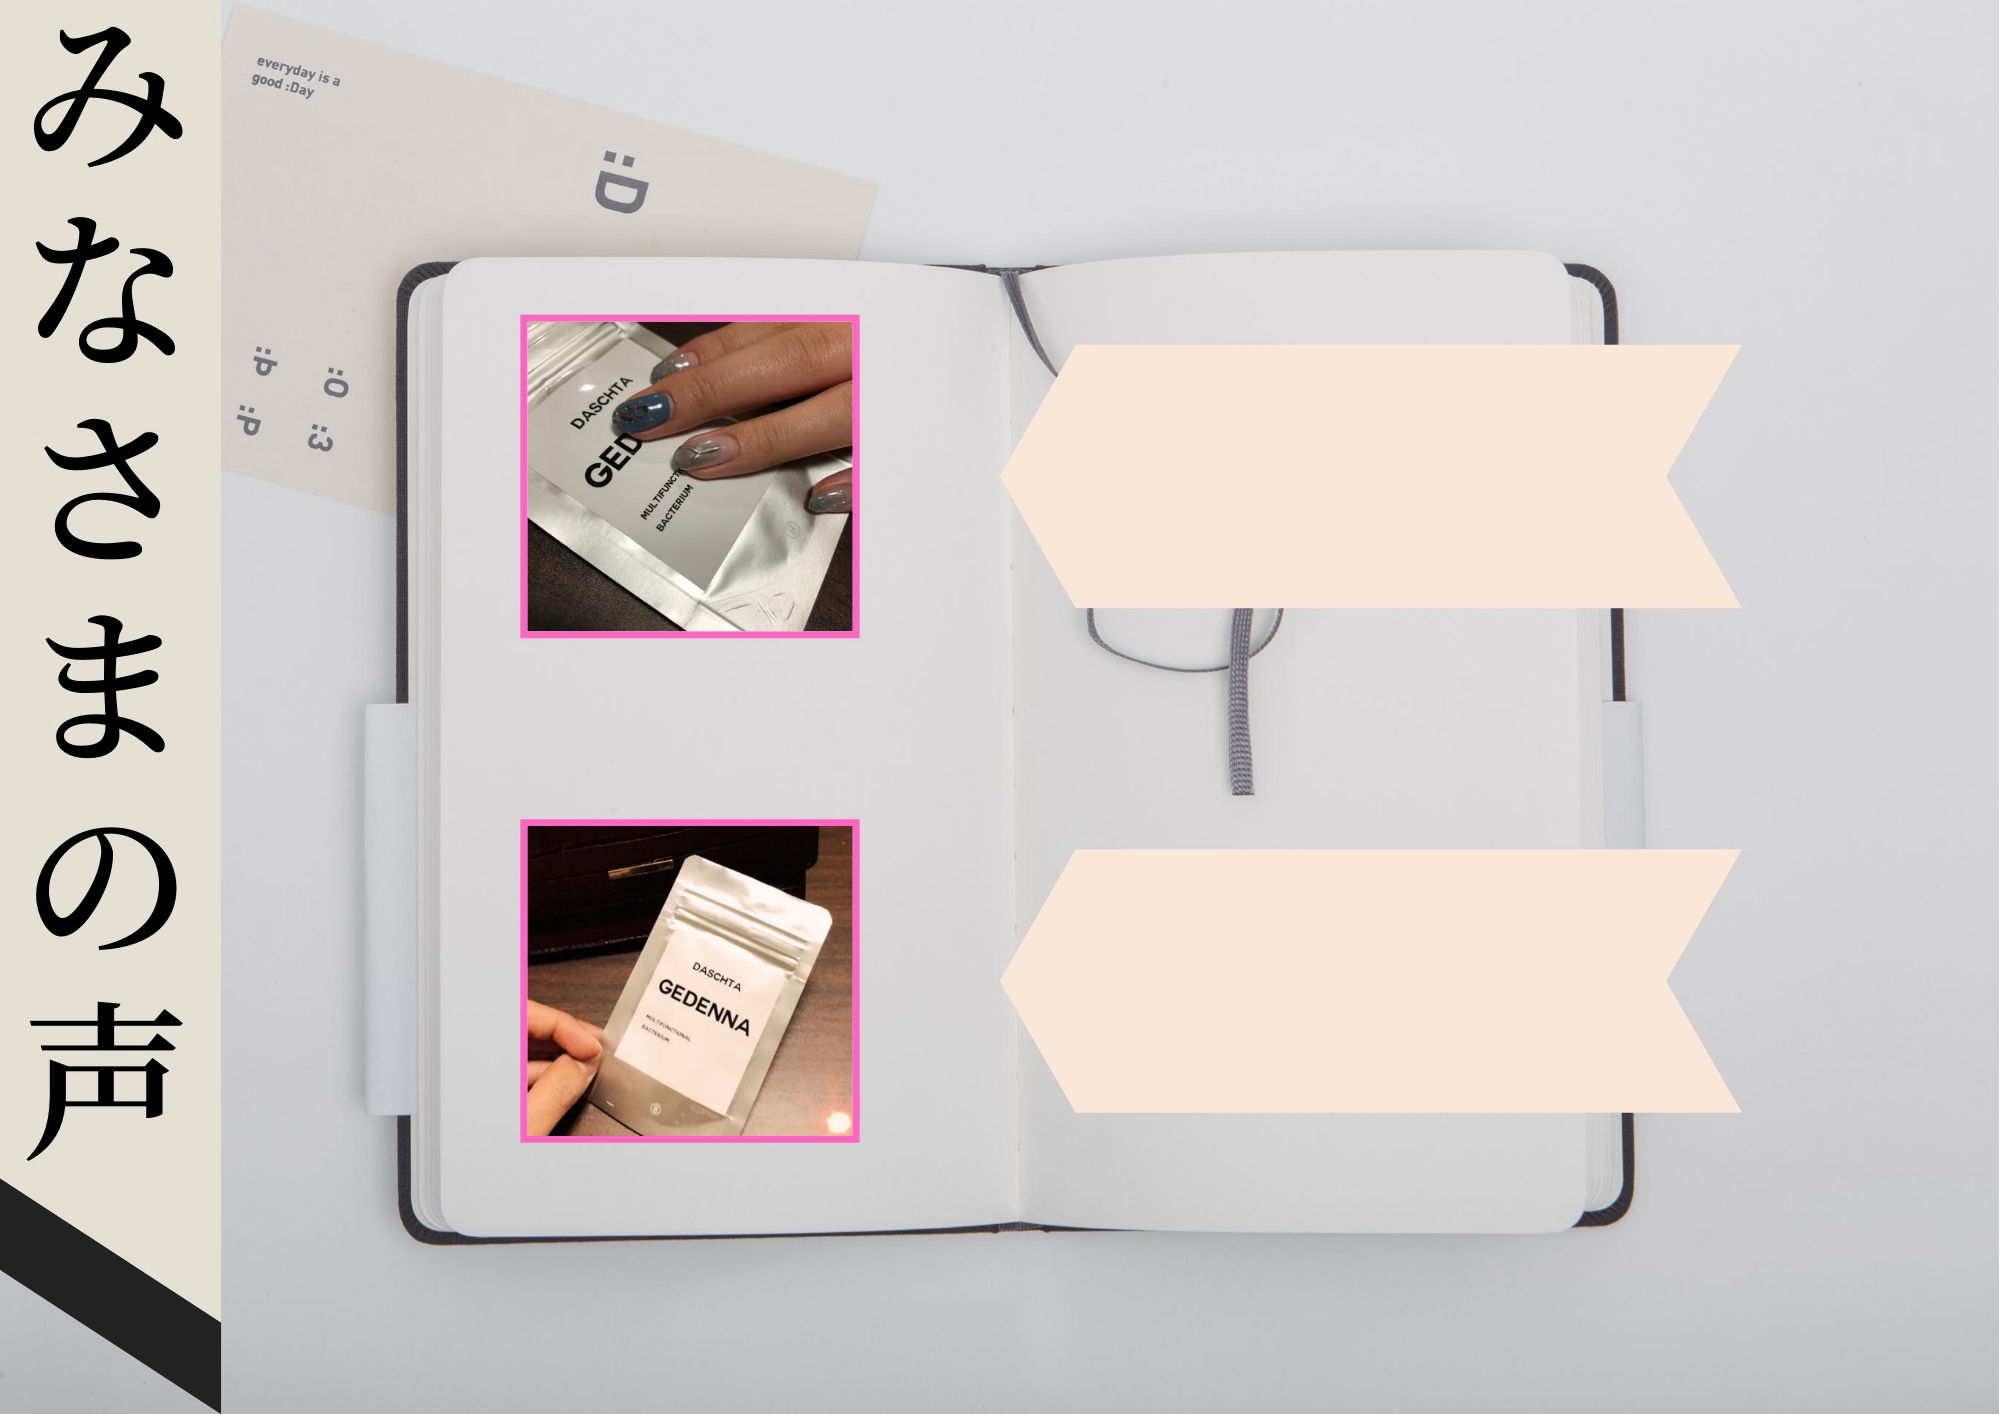 みなさまの声
everyday is a
good :Day
:D
:P
:O
:P
:3
DASCHTA
GED
MULTIFUNCT
BACTERIUM
DASCHTA
GEDENNA
MULTIFUNCTIONAL
BACTERIUM